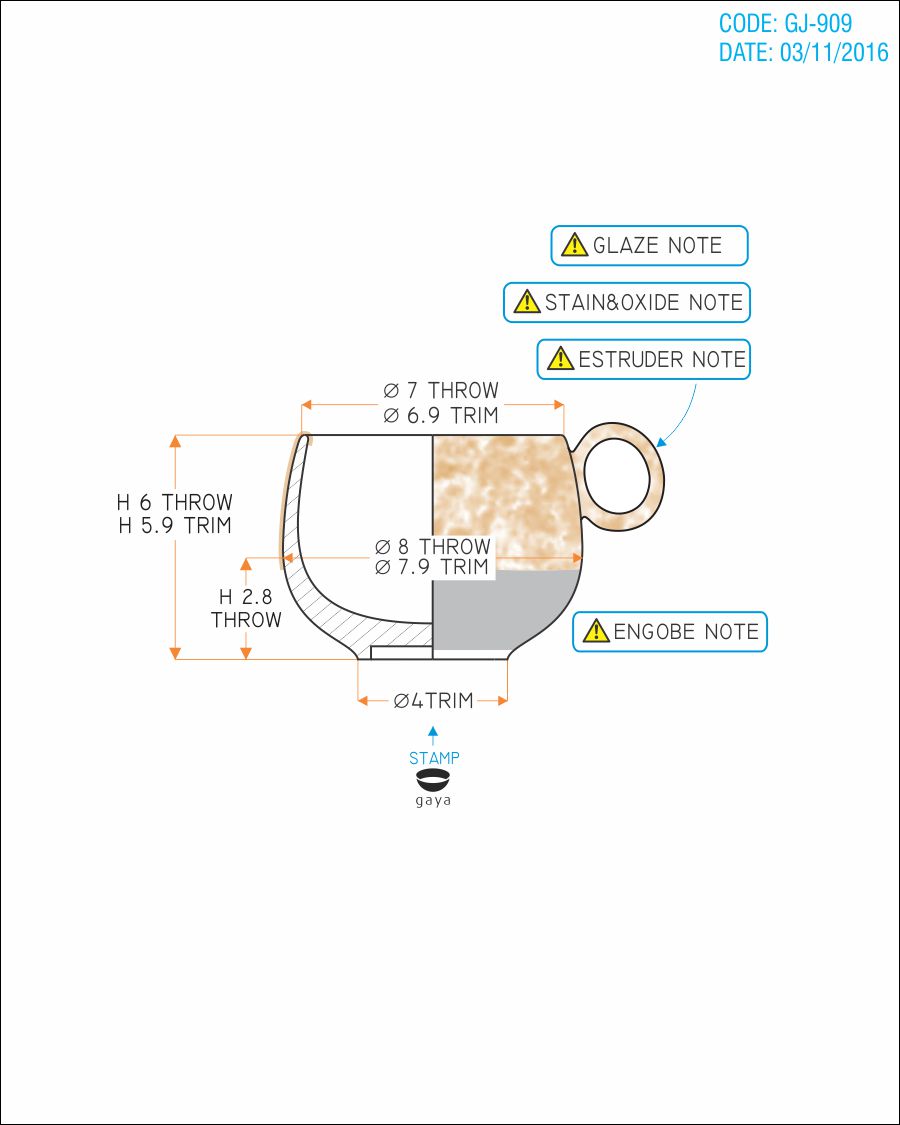 CODE: GJ-909
DATE: 03/11/2016
GLAZE NOTE
STAIN&OXIDE NOTE
ESTRUDER NOTE
Ø 7 THROW
Ø 6.9 TRIM
H 6 THROW
H 5.9 TRIM
Ø 8 THROW
Ø 7.9 TRIM
H 2.8
THROW
ENGOBE NOTE
Ø4TRIM
STAMP
gaya